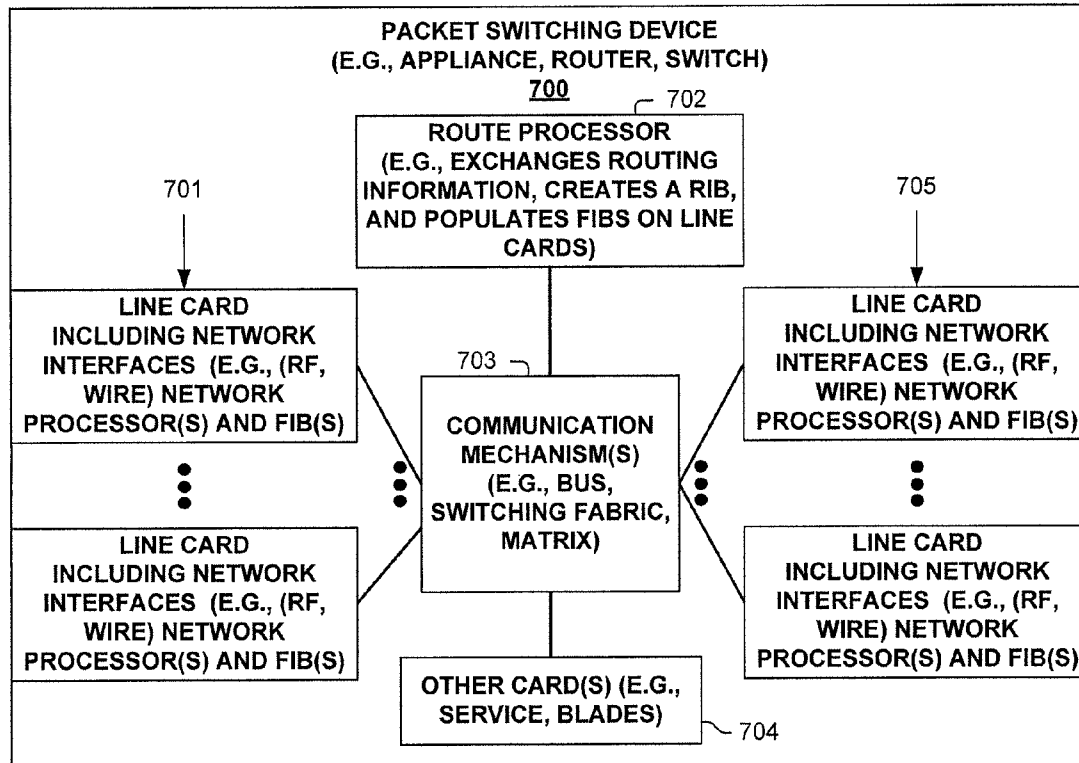 PACKET SWITCHING DEVICE
(E.G., APPLIANCE, ROUTER, SWITCH)
700
702
ROUTE PROCESSOR
(E.G., EXCHANGES ROUTING
INFORMATION, CREATES A RIB,
AND POPULATES FIBS ON LINE
CARDS)
701
LINE CARD
INCLUDING NETWORK
INTERFACES (E.G., (RF,
WIRE) NETWORK
PROCESSOR(S) AND FIB(S)
LINE CARD
INCLUDING NETWORK
INTERFACES (E.G., (RF,
WIRE) NETWORK
PROCESSOR(S) AND FIB(S)
703
COMMUNICATION
MECHANISM(S)
(E.G., BUS,
SWITCHING FABRIC,
MATRIX)
705
LINE CARD
INCLUDING NETWORK
INTERFACES (E.G., (RF,
WIRE) NETWORK
PROCESSOR(S) AND FIB(S)
LINE CARD
INCLUDING NETWORK
INTERFACES (E.G., (RF,
WIRE) NETWORK
PROCESSOR(S) AND FIB(S)
OTHER CARD(S) (E.G.,
SERVICE, BLADES)
704